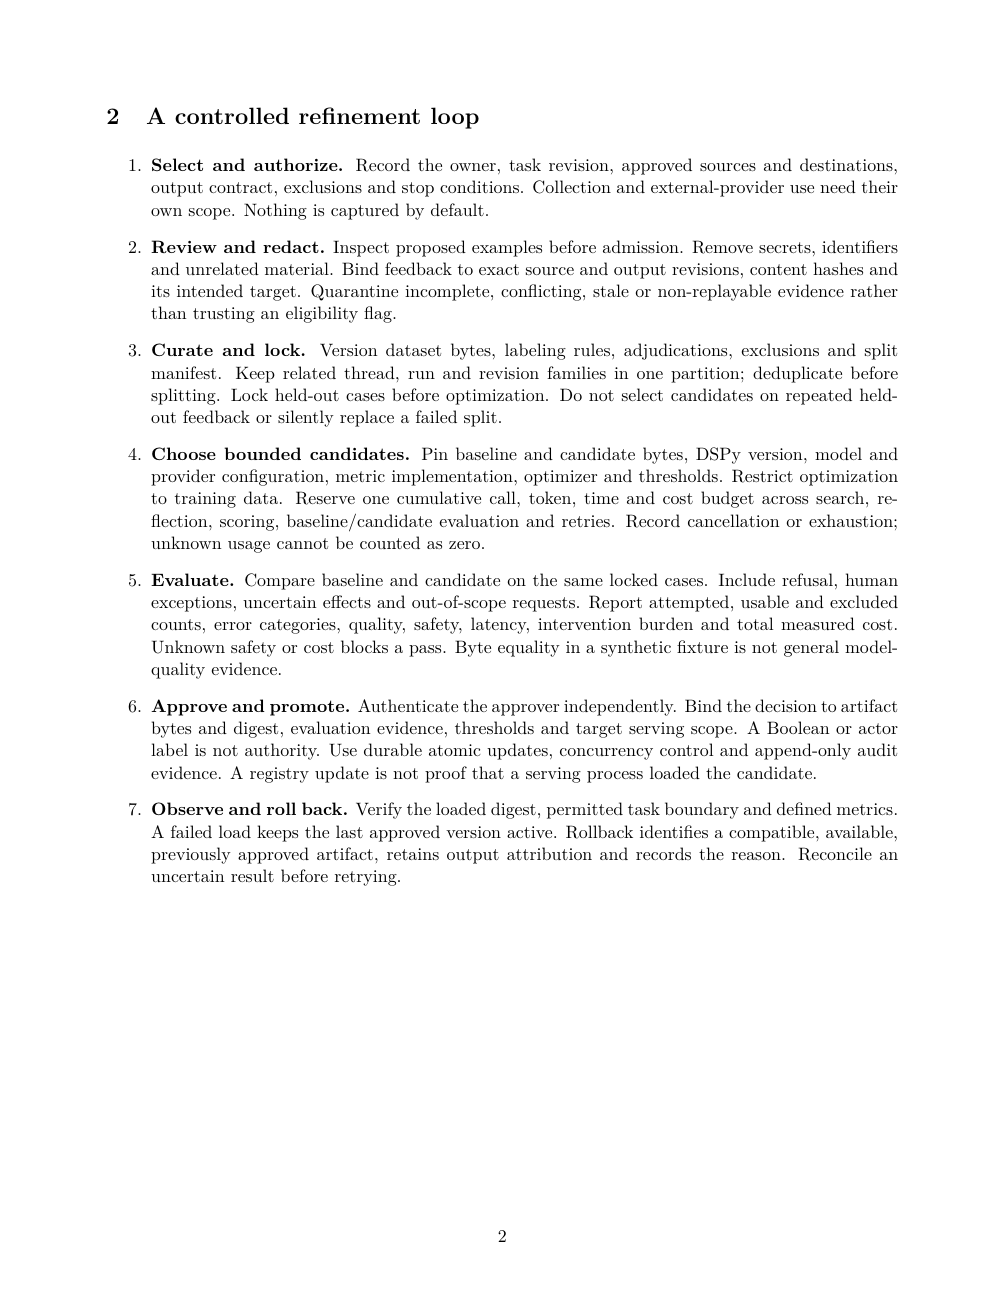 2 A controlled refinement loop
1. Select and authorize. Record the owner, task revision, approved sources and destinations,
output contract, exclusions and stop conditions. Collection and external-provider use need their
own scope. Nothing is captured by default.
2. Review and redact. Inspect proposed examples before admission. Remove secrets, identifiers
and unrelated material. Bind feedback to exact source and output revisions, content hashes and
its intended target. Quarantine incomplete, conflicting, stale or non-replayable evidence rather
than trusting an eligibility flag.
3. Curate and lock. Version dataset bytes, labeling rules, adjudications, exclusions and split
manifest. Keep related thread, run and revision families in one partition; deduplicate before
splitting. Lock held-out cases before optimization. Do not select candidates on repeated held-
out feedback or silently replace a failed split.
4. Choose bounded candidates. Pin baseline and candidate bytes, DSPy version, model and
provider configuration, metric implementation, optimizer and thresholds. Restrict optimization
to training data. Reserve one cumulative call, token, time and cost budget across search, re-
flection, scoring, baseline/candidate evaluation and retries. Record cancellation or exhaustion;
unknown usage cannot be counted as zero.
5. Evaluate. Compare baseline and candidate on the same locked cases. Include refusal, human
exceptions, uncertain effects and out-of-scope requests. Report attempted, usable and excluded
counts, error categories, quality, safety, latency, intervention burden and total measured cost.
Unknown safety or cost blocks a pass. Byte equality in a synthetic fixture is not general model-
quality evidence.
6. Approve and promote. Authenticate the approver independently. Bind the decision to artifact
bytes and digest, evaluation evidence, thresholds and target serving scope. A Boolean or actor
label is not authority. Use durable atomic updates, concurrency control and append-only audit
evidence. A registry update is not proof that a serving process loaded the candidate.
7. Observe and roll back. Verify the loaded digest, permitted task boundary and defined metrics.
A failed load keeps the last approved version active. Rollback identifies a compatible, available,
previously approved artifact, retains output attribution and records the reason. Reconcile an
uncertain result before retrying.
2